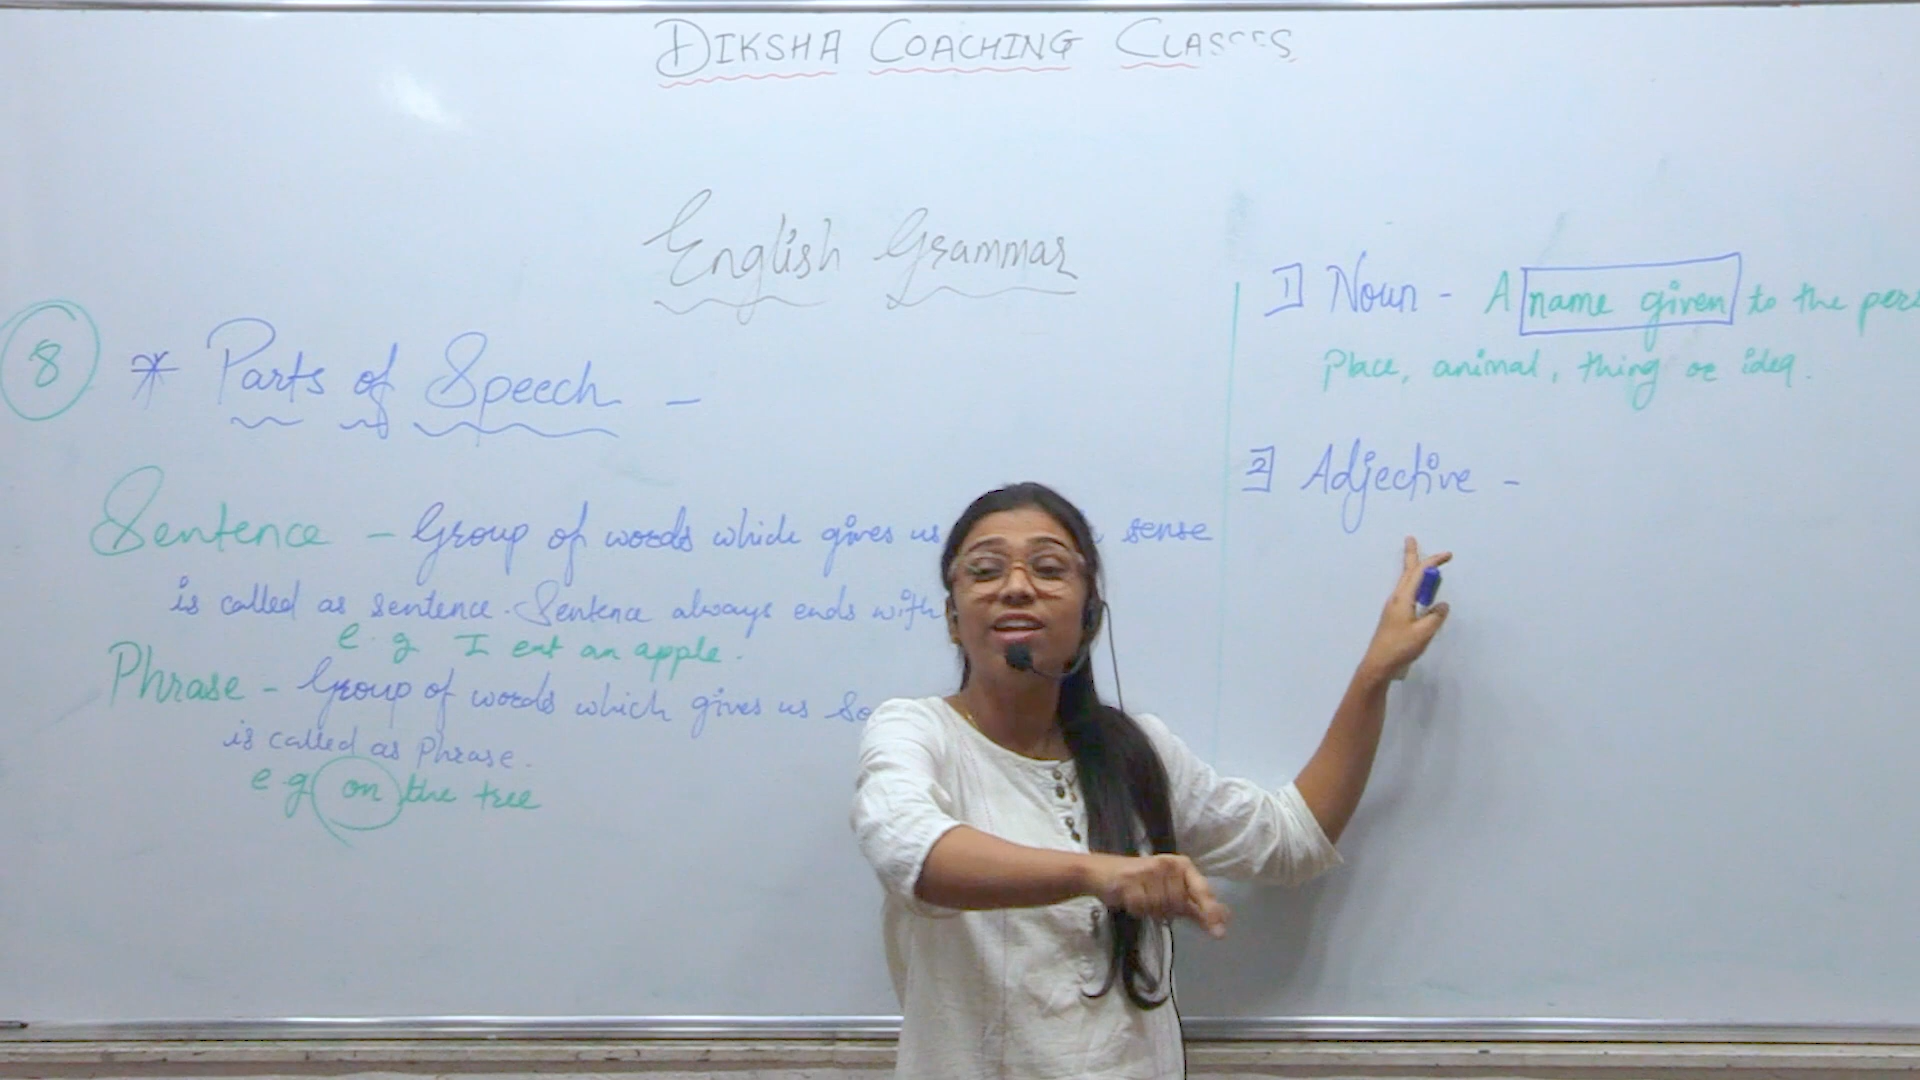 DIKSHA COACHING CLASSES
English Grammar
8 * Parts of Speech -
Sentence - Group of words which gives us sense
is called as sentence. Sentence always ends with
e.g I eat an apple.
Phrase - Group of words which gives us
is called as Phrase.
e.g on the tree
1] Noun - A name given to the
Place, animal, thing or idea.
2] Adjective -